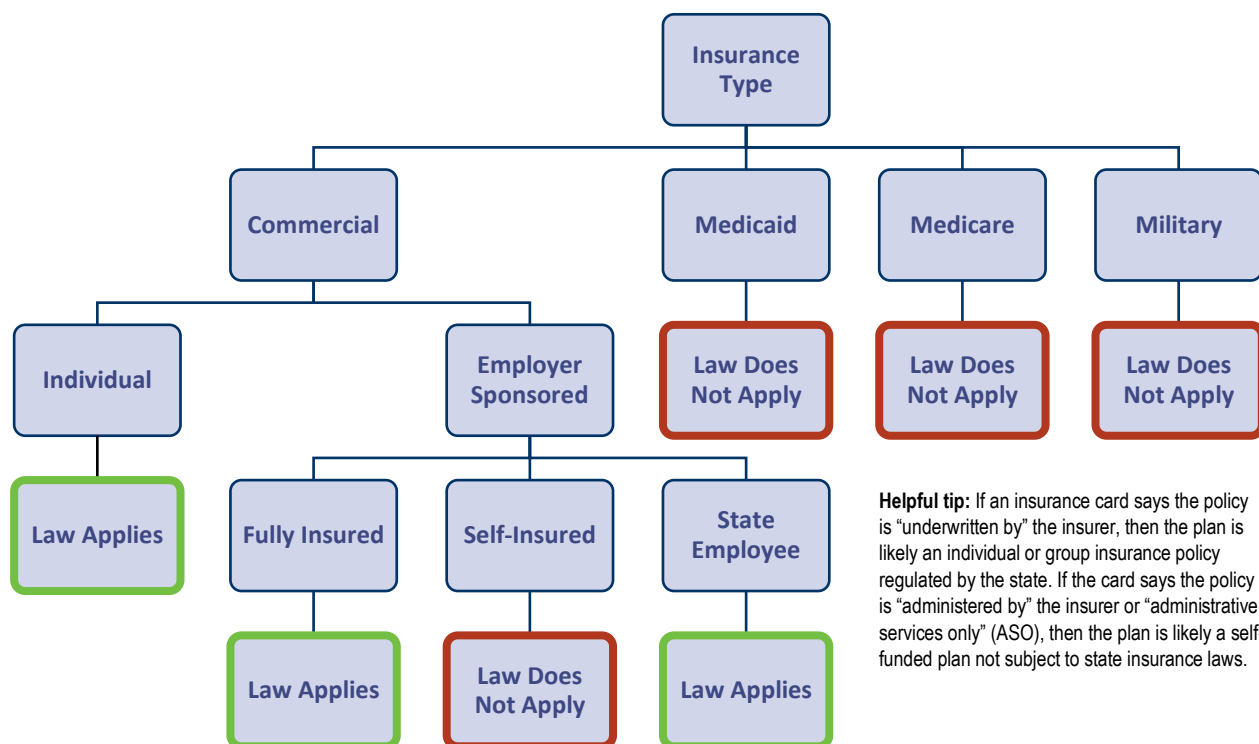 Insurance
Type
Commercial
Medicaid
Medicare
Military
Individual
Employer
Sponsored
Law Does
Not Apply
Law Does
Not Apply
Law Does
Not Apply
Law Applies
Fully Insured
Self-Insured
State
Employee
Law Applies
Law Does
Not Apply
Law Applies
Helpful tip: If an insurance card says the policy
is “underwritten by” the insurer, then the plan is
likely an individual or group insurance policy
regulated by the state. If the card says the policy
is “administered by” the insurer or “administrative
services only” (ASO), then the plan is likely a self
funded plan not subject to state insurance laws.